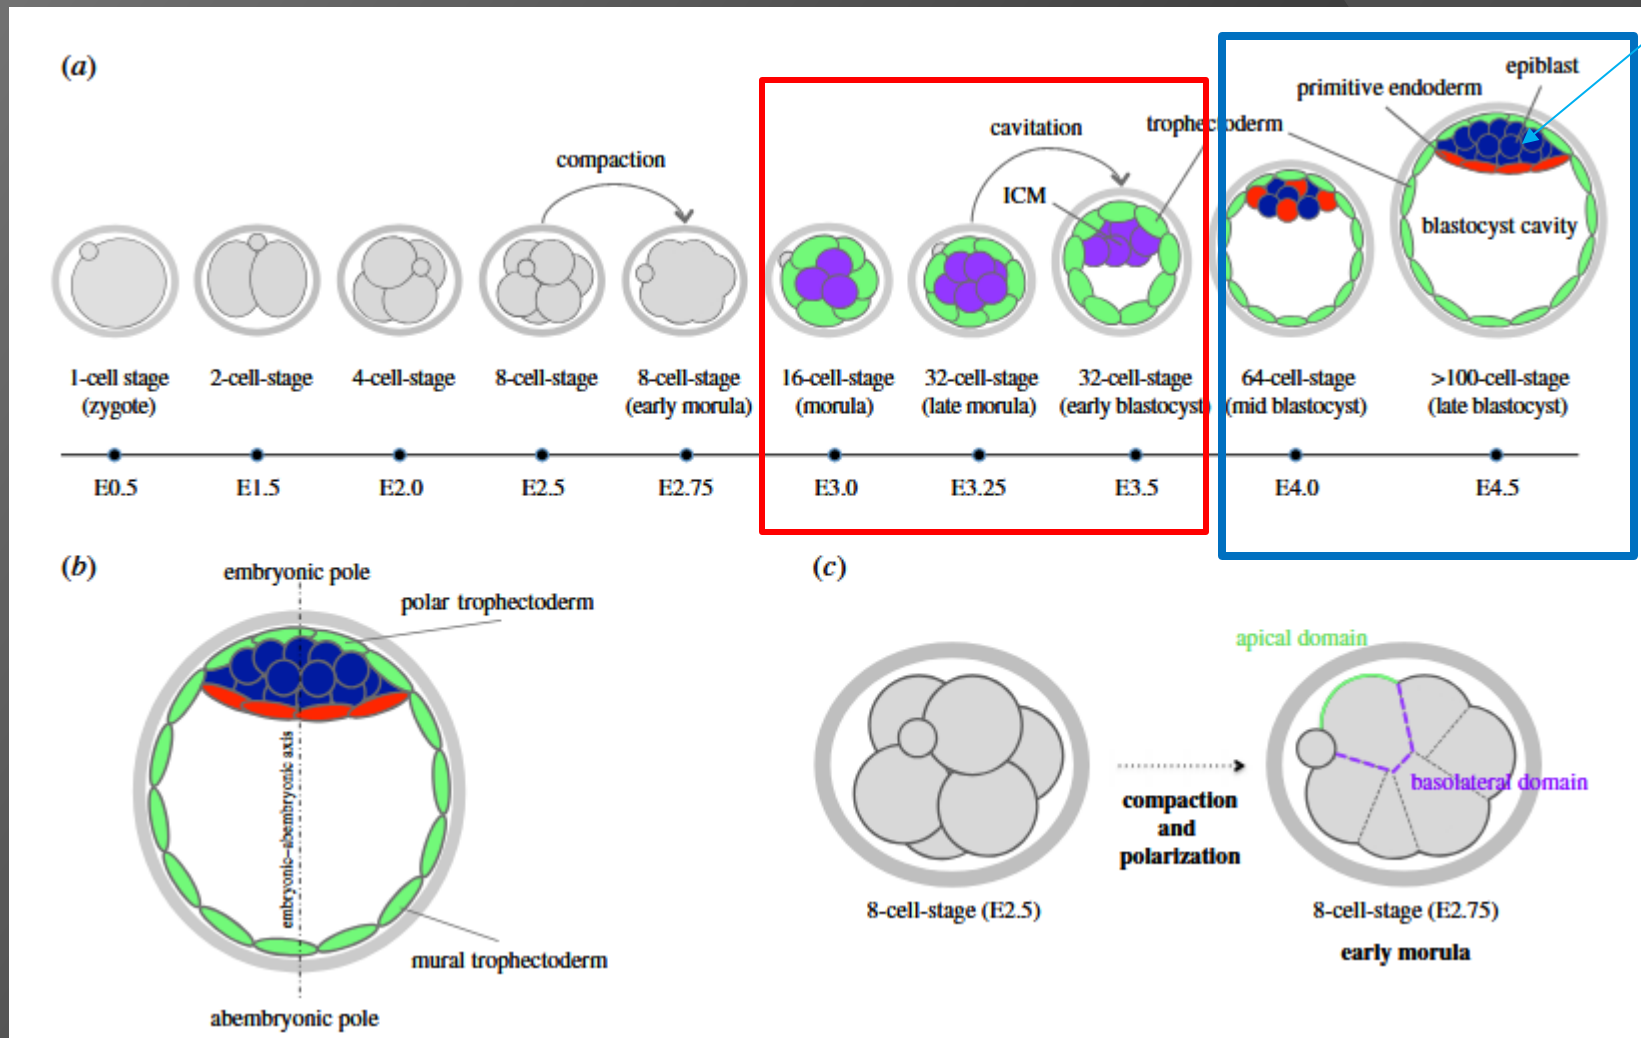 (a)
epiblast
primitive endoderm
cavitation
trophectoderm
compaction
ICM
blastocyst cavity
1-cell stage
(zygote)
2-cell-stage
4-cell-stage
8-cell-stage
8-cell-stage
(early morula)
16-cell-stage
(morula)
32-cell-stage
(late morula)
32-cell-stage
(early blastocyst)
64-cell-stage
(mid blastocyst)
>100-cell-stage
(late blastocyst)
E0.5
E1.5
E2.0
E2.5
E2.75
E3.0
E3.25
E3.5
E4.0
E4.5
(b)
embryonic pole
polar trophectoderm
embryonic–abembryonic axis
mural trophectoderm
abembryonic pole
(c)
apical domain
basolateral domain
compaction
and
polarization
8-cell-stage (E2.5)
8-cell-stage (E2.75)
early morula